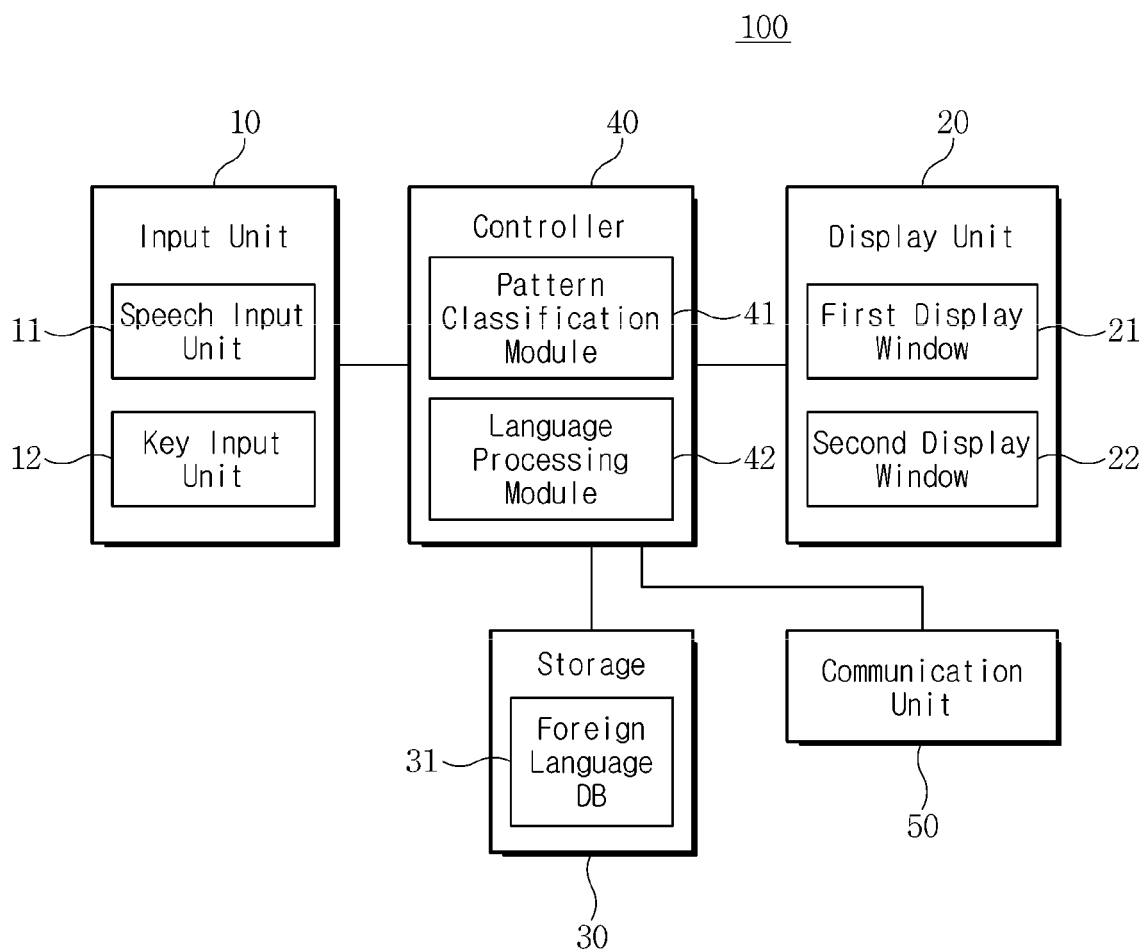 100
10
40
20
Input Unit
Controller
Display Unit
Speech Input
Unit
11
Key Input
Unit
12
Pattern
Classification
Module
41
Language
Processing
Module
42
First Display
Window
21
Second Display
Window
22
Storage
Foreign
Language
DB
31
30
Communication
Unit
50